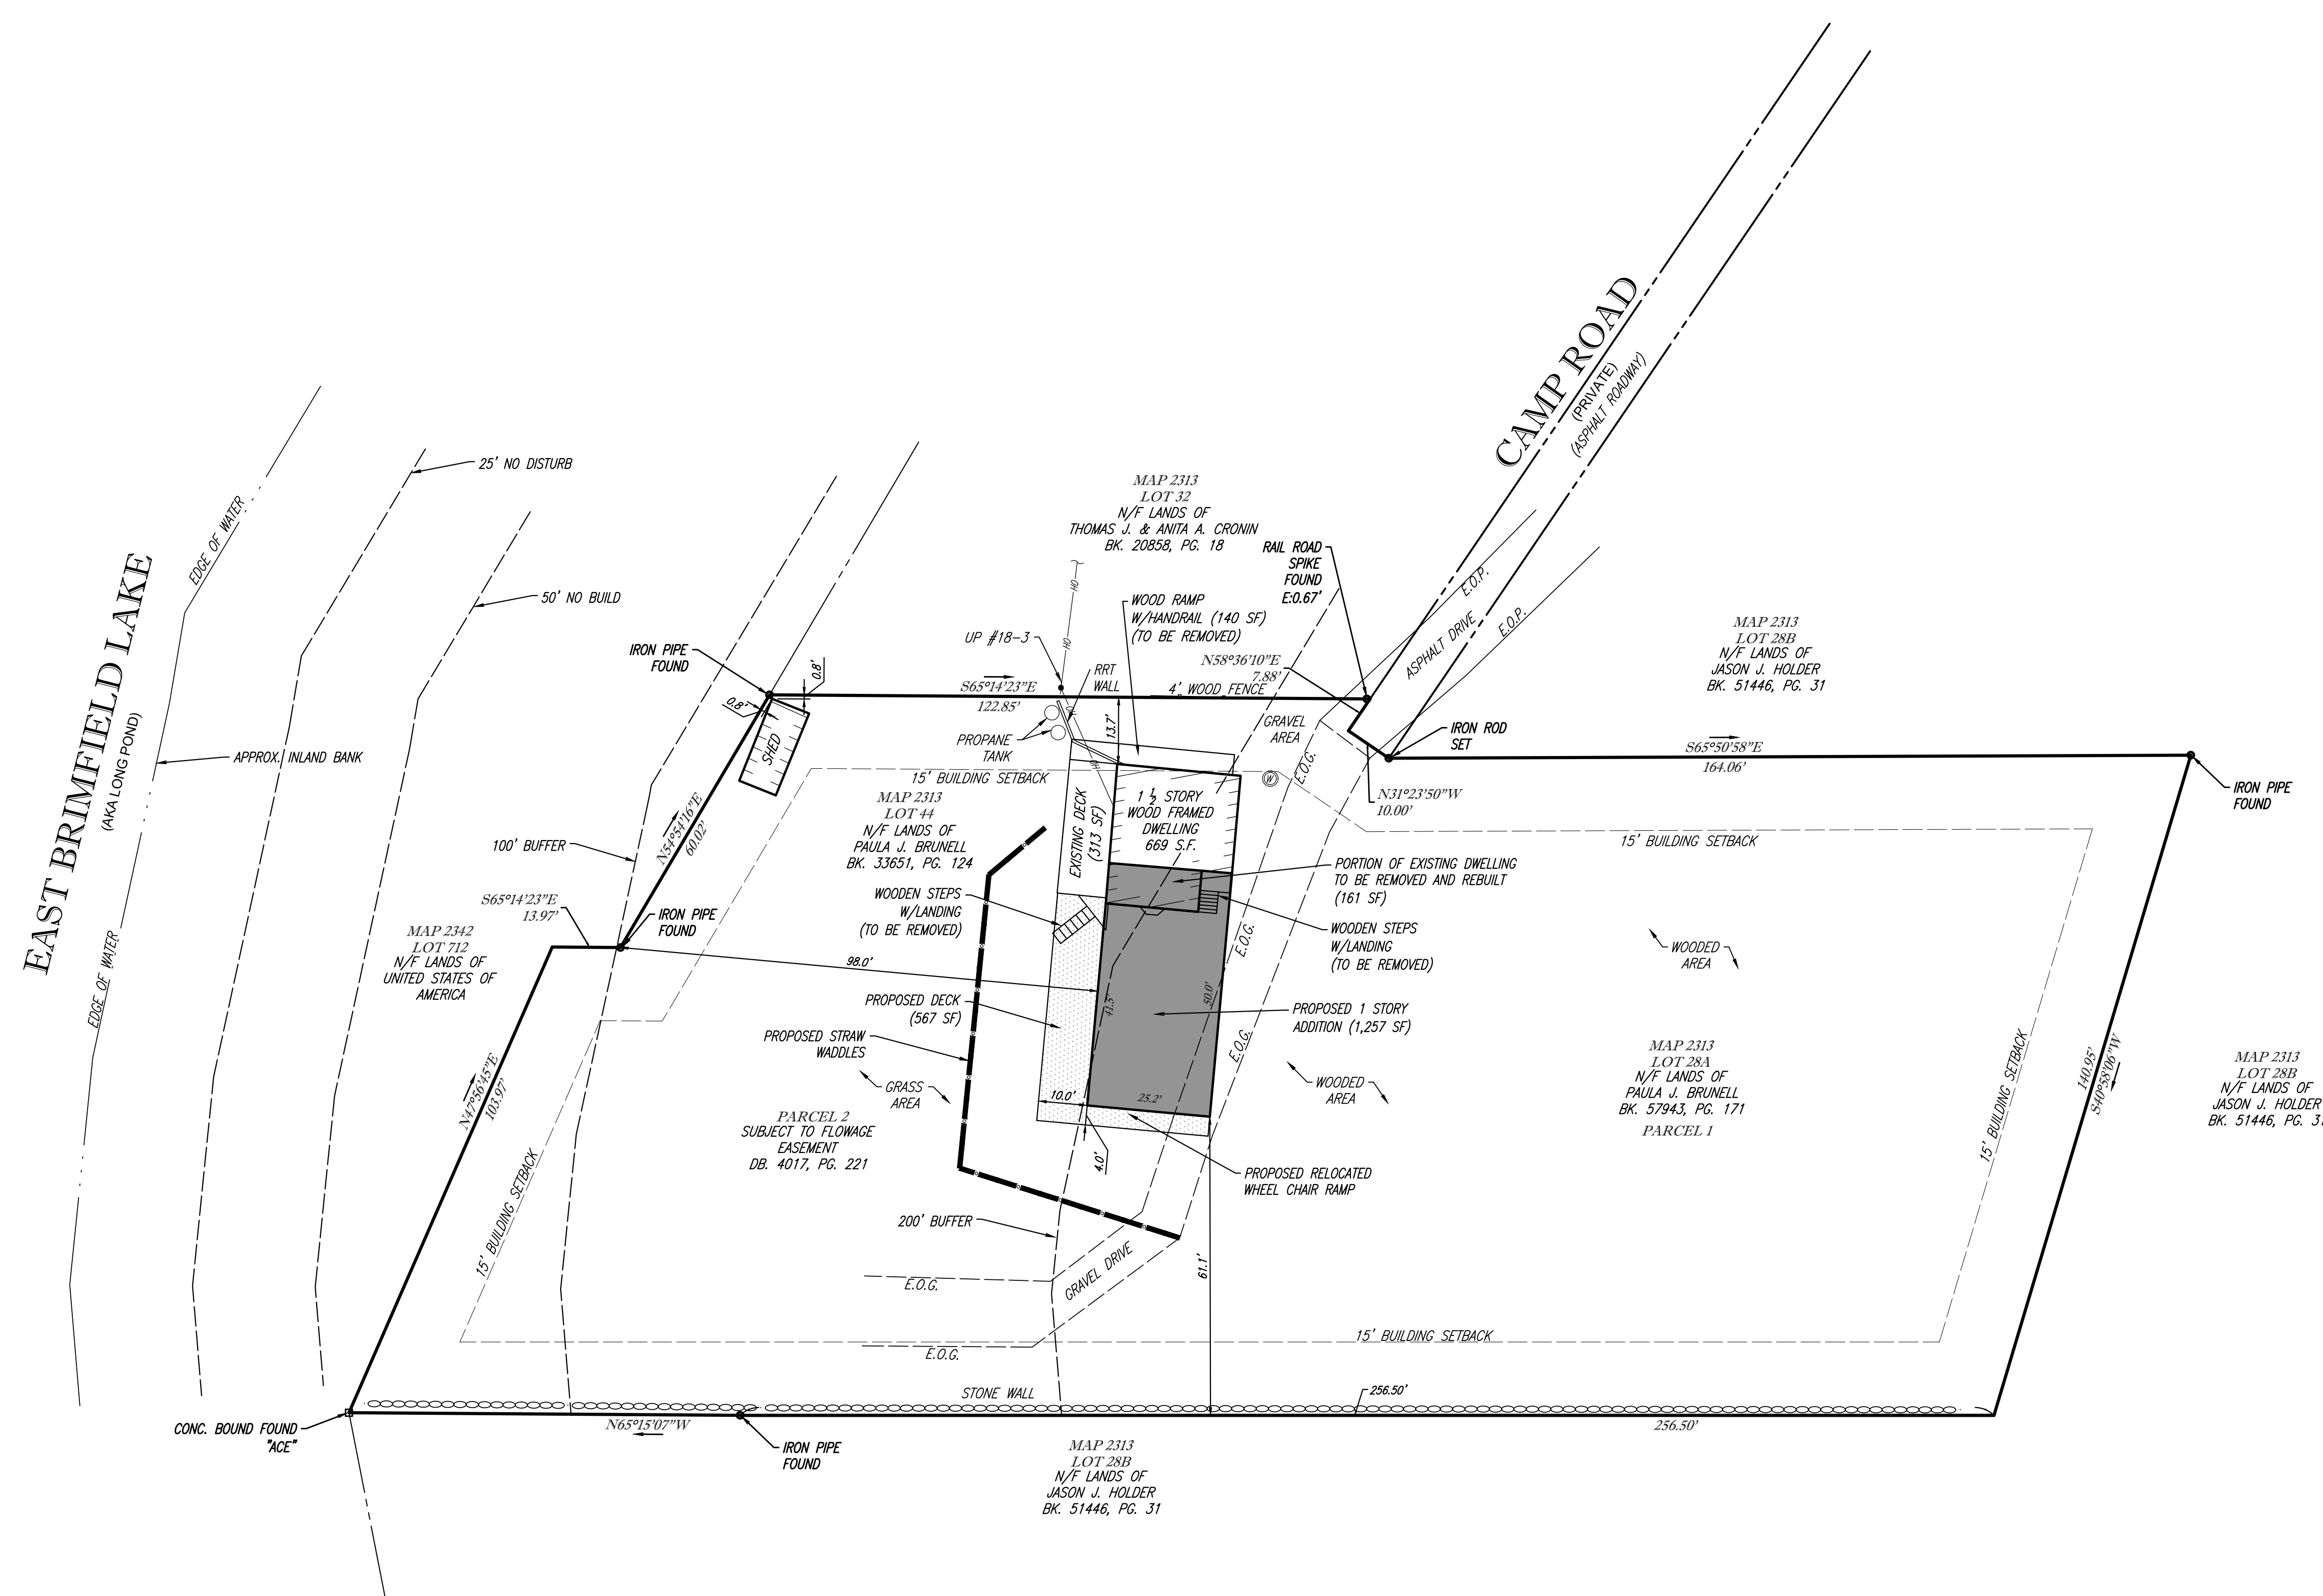 CAMP ROAD
(PRIVATE)
(ASPHALT ROADWAY)
EAST BRIMFIELD LAKE
(AKA LONG POND)
EDGE OF WATER
EDGE OF WATER
APPROX. INLAND BANK
25' NO DISTURB
50' NO BUILD
100' BUFFER
MAP 2313
LOT 32
N/F LANDS OF
THOMAS J. & ANITA A. CRONIN
BK. 20858, PG. 18
RAIL ROAD
SPIKE
FOUND
E:0.67'
WOOD RAMP
W/HANDRAIL (140 SF)
(TO BE REMOVED)
UP #18-3
OH
OH
OH
OH
RRT
WALL
N58°36'10"E
7.88'
4' WOOD FENCE
S65°14'23"E
122.85'
IRON PIPE
FOUND
0.8'
0.8'
SHED
13.7'
PROPANE
TANK
GRAVEL
AREA
E.O.P.
E.O.P.
ASPHALT DRIVE
MAP 2313
LOT 28B
N/F LANDS OF
JASON J. HOLDER
BK. 51446, PG. 31
IRON ROD
SET
S65°50'58"E
164.06'
IRON PIPE
FOUND
N31°23'50"W
10.00'
W
E.O.G.
15' BUILDING SETBACK
15' BUILDING SETBACK
MAP 2313
LOT 44
N/F LANDS OF
PAULA J. BRUNELL
BK. 33651, PG. 124
EXISTING DECK
(313 SF)
1 ½ STORY
WOOD FRAMED
DWELLING
669 S.F.
N54°54'16"E
60.02'
PORTION OF EXISTING DWELLING
TO BE REMOVED AND REBUILT
(161 SF)
WOODEN STEPS
W/LANDING
(TO BE REMOVED)
WOODEN STEPS
W/LANDING
(TO BE REMOVED)
S65°14'23"E
13.97'
IRON PIPE
FOUND
MAP 2342
LOT 712
N/F LANDS OF
UNITED STATES OF
AMERICA
98.0'
E.O.G.
WOODED
AREA
PROPOSED DECK
(567 SF)
41.5'
50.0'
PROPOSED 1 STORY
ADDITION (1,257 SF)
PROPOSED STRAW
WADDLES
E.O.G.
GRASS
AREA
WOODED
AREA
10.0'
25.2'
4.0'
N47°56'45"E
103.97'
PARCEL 2
SUBJECT TO FLOWAGE
EASEMENT
DB. 4017, PG. 221
MAP 2313
LOT 28A
N/F LANDS OF
PAULA J. BRUNELL
BK. 57943, PG. 171
PARCEL 1
15' BUILDING SETBACK
140.95'
S40°58'06"W
MAP 2313
LOT 28B
N/F LANDS OF
JASON J. HOLDER
BK. 51446, PG. 31
15' BUILDING SETBACK
PROPOSED RELOCATED
WHEEL CHAIR RAMP
200' BUFFER
GRAVEL DRIVE
61.1'
E.O.G.
E.O.G.
15' BUILDING SETBACK
STONE WALL
256.50'
CONC. BOUND FOUND
"ACE"
N65°15'07"W
256.50'
IRON PIPE
FOUND
MAP 2313
LOT 28B
N/F LANDS OF
JASON J. HOLDER
BK. 51446, PG. 31